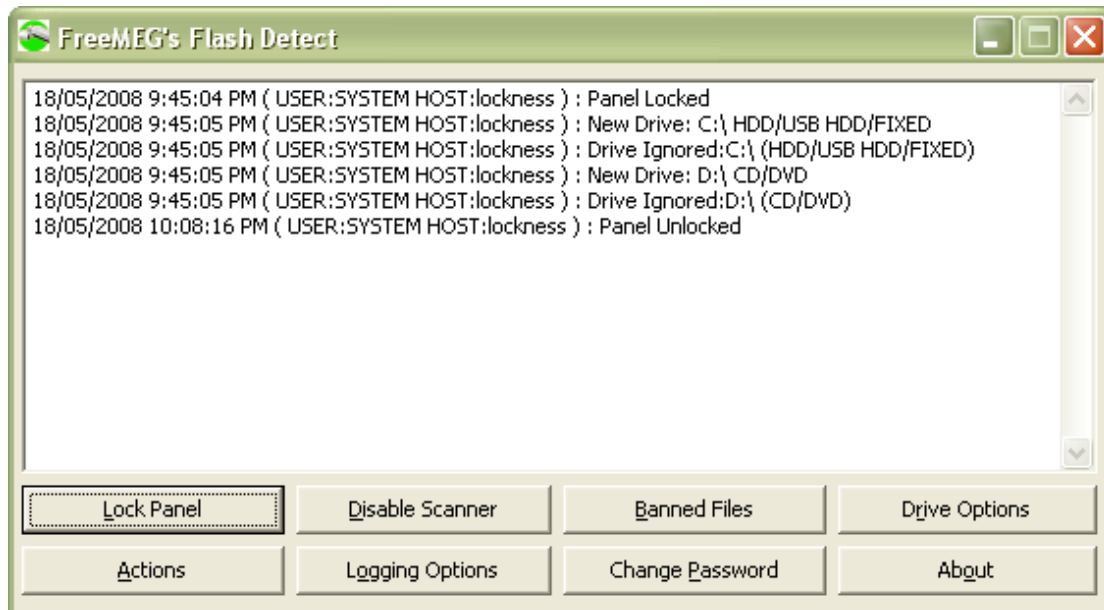 FreeMEG's Flash Detect
18/05/2008 9:45:04 PM ( USER:SYSTEM HOST:lockness ) : Panel Locked
18/05/2008 9:45:05 PM ( USER:SYSTEM HOST:lockness ) : New Drive: C:\ HDD/USB HDD/FIXED
18/05/2008 9:45:05 PM ( USER:SYSTEM HOST:lockness ) : Drive Ignored:C:\ (HDD/USB HDD/FIXED)
18/05/2008 9:45:05 PM ( USER:SYSTEM HOST:lockness ) : New Drive: D:\ CD/DVD
18/05/2008 9:45:05 PM ( USER:SYSTEM HOST:lockness ) : Drive Ignored:D:\ (CD/DVD)
18/05/2008 10:08:16 PM ( USER:SYSTEM HOST:lockness ) : Panel Unlocked
Lock Panel Disable Scanner Banned Files Drive Options
Actions Logging Options Change Password About